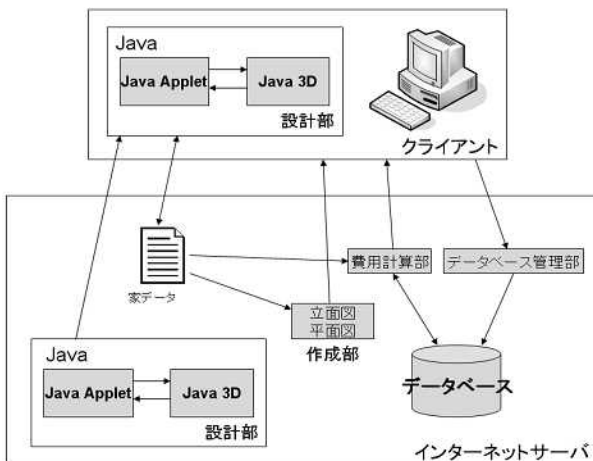 Java
Java Applet
Java 3D
設計部
クライアント
家データ
費用計算部
データベース管理部
立面図
平面図
作成部
Java
Java Applet
Java 3D
設計部
データベース
インターネットサーバ